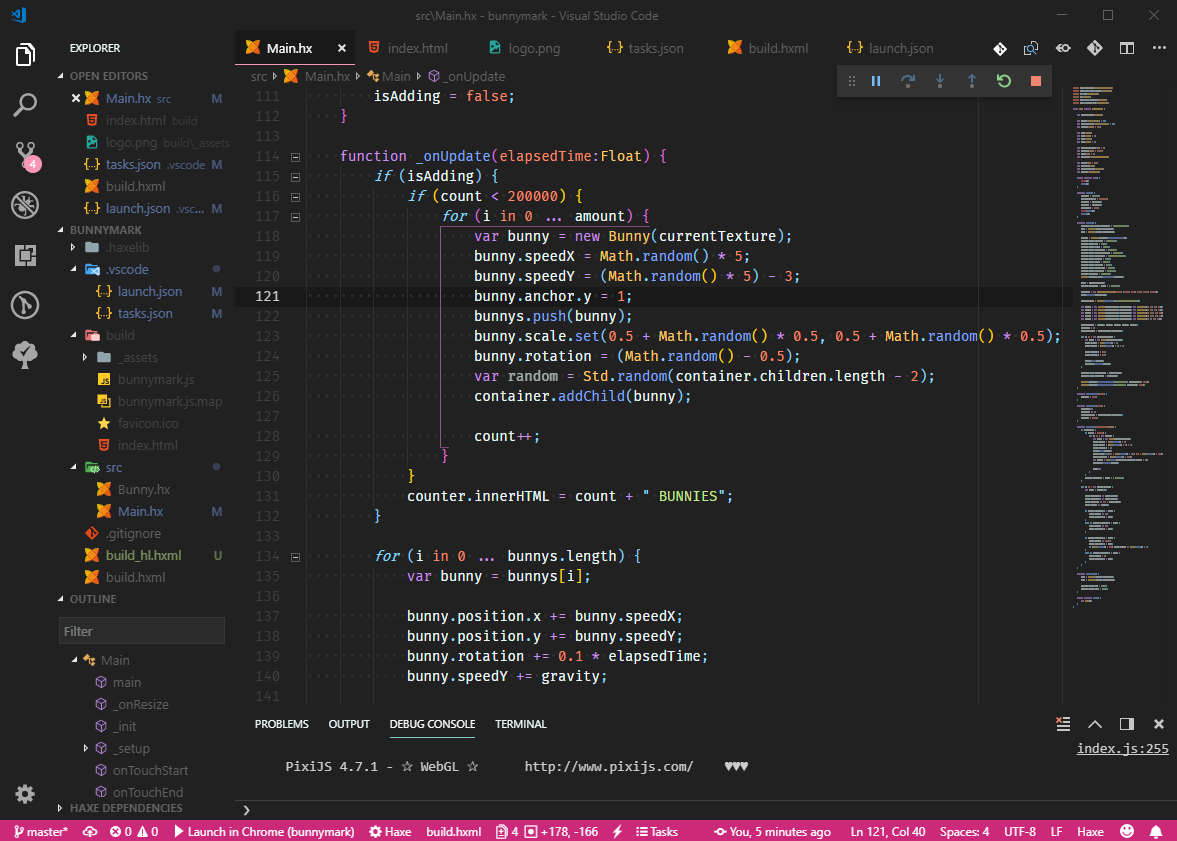 src\Main.hx - bunnymark - Visual Studio Code
EXPLORER
OPEN EDITORS
Main.hx src M
index.html build
logo.png build\_assets
tasks.json .vscode M
build.hxml
launch.json .vsc... M
BUNNYMARK
.haxelib
.vscode
launch.json M
tasks.json M
build
_assets
bunnymark.js
bunnymark.js.map
favicon.ico
index.html
src
Bunny.hx
Main.hx M
.gitignore
build_hl.hxml U
build.hxml
OUTLINE
Filter
Main
main
_onResize
_init
_setup
onTouchStart
onTouchEnd
HAXE DEPENDENCIES
4
Main.hx index.html logo.png tasks.json build.hxml launch.json
src Main.hx Main _onUpdate
111 isAdding = false;
112 }
113
114 function _onUpdate(elapsedTime:Float) {
115 if (isAdding) {
116 if (count < 200000) {
117 for (i in 0 ... amount) {
118 var bunny = new Bunny(currentTexture);
119 bunny.speedX = Math.random() * 5;
120 bunny.speedY = (Math.random() * 5) - 3;
121 bunny.anchor.y = 1;
122 bunnys.push(bunny);
123 bunny.scale.set(0.5 + Math.random() * 0.5, 0.5 + Math.random() * 0.5);
124 bunny.rotation = (Math.random() - 0.5);
125 var random = Std.random(container.children.length - 2);
126 container.addChild(bunny);
127
128 count++;
129 }
130 }
131 counter.innerHTML = count + " BUNNIES";
132 }
133
134 for (i in 0 ... bunnys.length) {
135 var bunny = bunnys[i];
136
137 bunny.position.x += bunny.speedX;
138 bunny.position.y += bunny.speedY;
139 bunny.rotation += 0.1 * elapsedTime;
140 bunny.speedY += gravity;
141
PROBLEMS OUTPUT DEBUG CONSOLE TERMINAL
index.js:255
PixiJS 4.7.1 - ☆ WebGL ☆ http://www.pixijs.com/ ♥♥♥
master* 0 0 Launch in Chrome (bunnymark) Haxe build.hxml 4 +178, -166 Tasks You, 5 minutes ago Ln 121, Col 40 Spaces: 4 UTF-8 LF Haxe